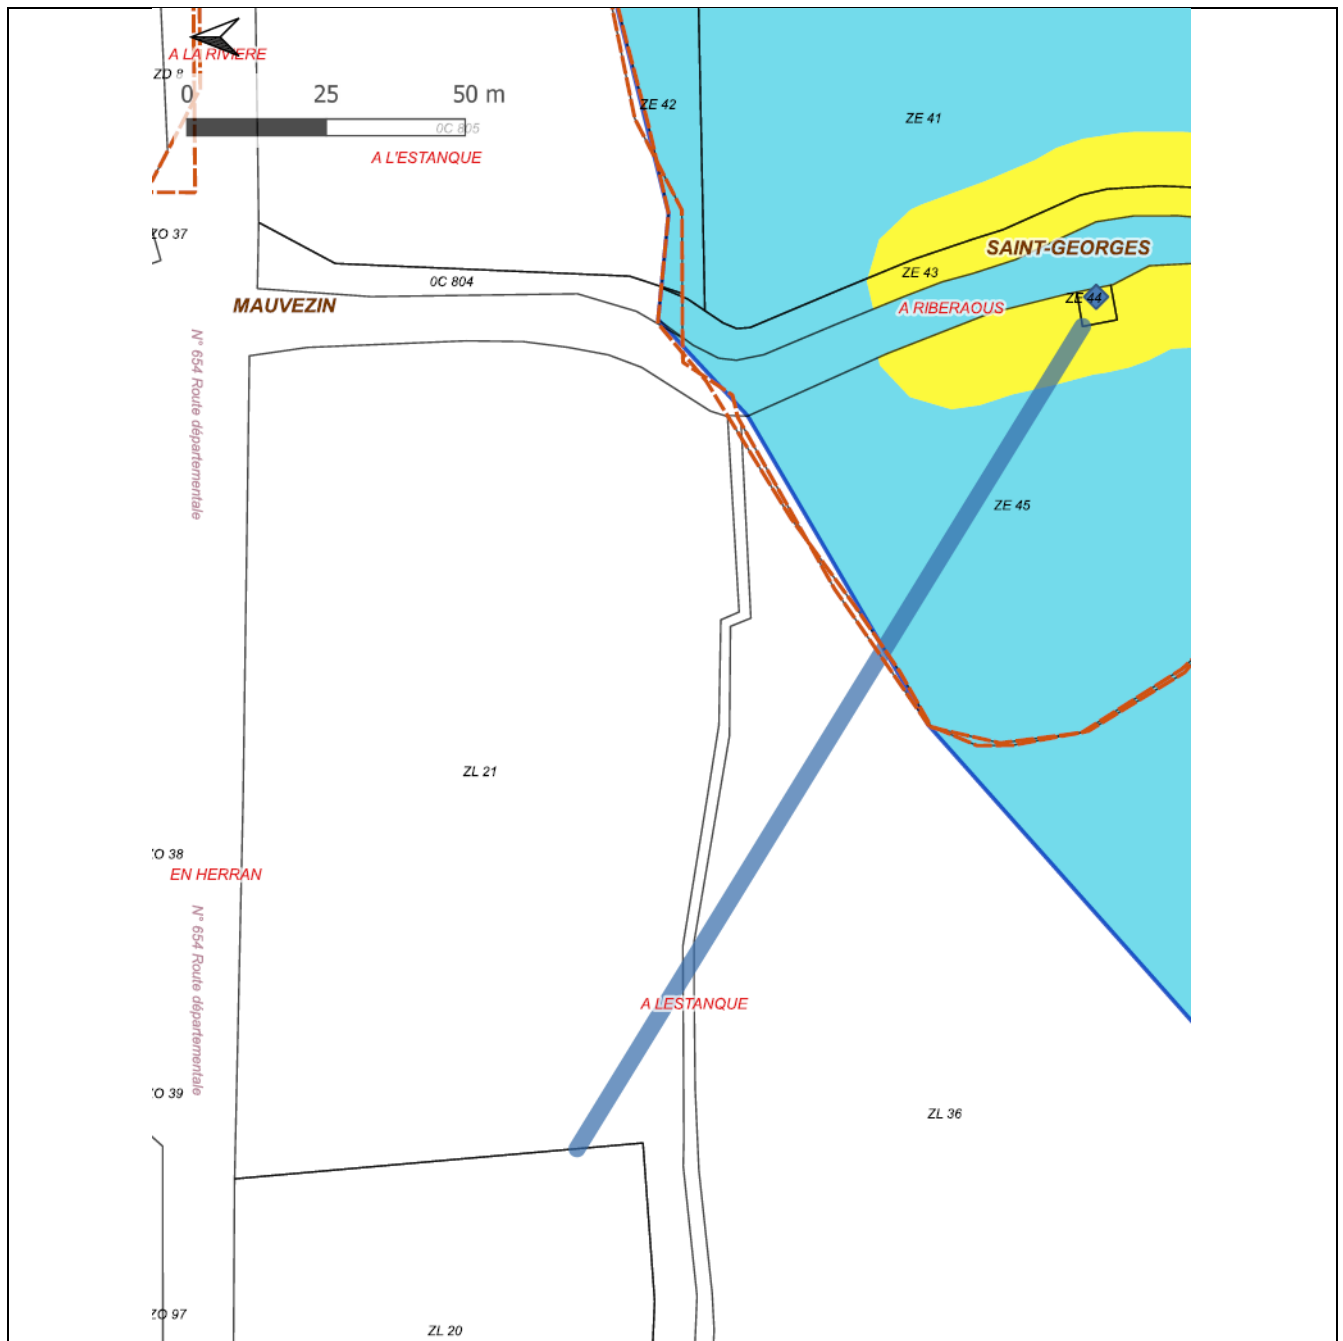 A LA RIVIERE
ZD 8
0 25 50 m
ZE 42
ZE 41
0C 805
A L'ESTANQUE
ZO 37
SAINT-GEORGES
ZE 43
0C 804
ZE 44
MAUVEZIN
A RIBERAOUS
N° 654 Route départementale
ZE 45
ZL 21
ZO 38
EN HERRAN
N° 654 Route départementale
A LESTANQUE
ZO 39
ZL 36
ZO 97
ZL 20